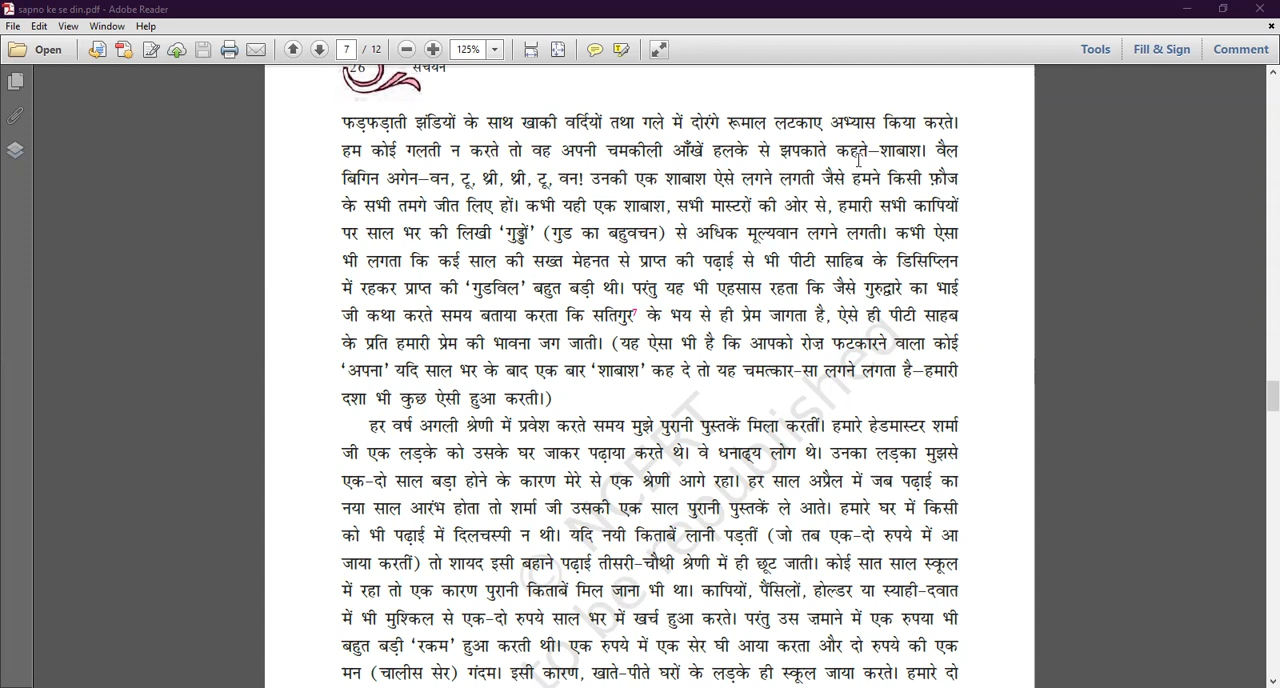 sapno ke se din.pdf - Adobe Reader
File Edit View Window Help
Open 7 / 12 125% Tools Fill & Sign Comment
26 संचयन
फड़फड़ाती झंडियों के साथ खाकी वर्दियों तथा गले में दोरंगे रूमाल लटकाए अभ्यास किया करते।
हम कोई गलती न करते तो वह अपनी चमकीली आँखें हलके से झपकाते कहते–शाबाश। वैल
बिगिन अगेन–वन, टू, थ्री, थ्री, टू, वन! उनकी एक शाबाश ऐसे लगने लगती जैसे हमने किसी फ़ौज
के सभी तमगे जीत लिए हों। कभी यही एक शाबाश, सभी मास्टरों की ओर से, हमारी सभी कापियों
पर साल भर की लिखी ‘गुड्डों’ (गुड का बहुवचन) से अधिक मूल्यवान लगने लगती। कभी ऐसा
भी लगता कि कई साल की सख्त मेहनत से प्राप्त की पढ़ाई से भी पीटी साहिब के डिसिप्लिन
में रहकर प्राप्त की ‘गुडविल’ बहुत बड़ी थी। परंतु यह भी एहसास रहता कि जैसे गुरुद्वारे का भाई
जी कथा करते समय बताया करता कि सतिगुर7 के भय से ही प्रेम जागता है, ऐसे ही पीटी साहब
के प्रति हमारी प्रेम की भावना जग जाती। (यह ऐसा भी है कि आपको रोज़ फटकारने वाला कोई
‘अपना’ यदि साल भर के बाद एक बार ‘शाबाश’ कह दे तो यह चमत्कार-सा लगने लगता है–हमारी
दशा भी कुछ ऐसी हुआ करती।)
हर वर्ष अगली श्रेणी में प्रवेश करते समय मुझे पुरानी पुस्तकें मिला करतीं। हमारे हेडमास्टर शर्मा
जी एक लड़के को उसके घर जाकर पढ़ाया करते थे। वे धनाढ्य लोग थे। उनका लड़का मुझसे
एक-दो साल बड़ा होने के कारण मेरे से एक श्रेणी आगे रहा। हर साल अप्रैल में जब पढ़ाई का
नया साल आरंभ होता तो शर्मा जी उसकी एक साल पुरानी पुस्तकें ले आते। हमारे घर में किसी
को भी पढ़ाई में दिलचस्पी न थी। यदि नयी किताबें लानी पड़तीं (जो तब एक-दो रुपये में आ
जाया करतीं) तो शायद इसी बहाने पढ़ाई तीसरी-चौथी श्रेणी में ही छूट जाती। कोई सात साल स्कूल
में रहा तो एक कारण पुरानी किताबें मिल जाना भी था। कापियों, पैंसिलों, होल्डर या स्याही-दवात
में भी मुश्किल से एक-दो रुपये साल भर में खर्च हुआ करते। परंतु उस ज़माने में एक रुपया भी
बहुत बड़ी ‘रकम’ हुआ करती थी। एक रुपये में एक सेर घी आया करता और दो रुपये की एक
मन (चालीस सेर) गंदम। इसी कारण, खाते-पीते घरों के लड़के ही स्कूल जाया करते। हमारे दो
© NCERT
to be republished